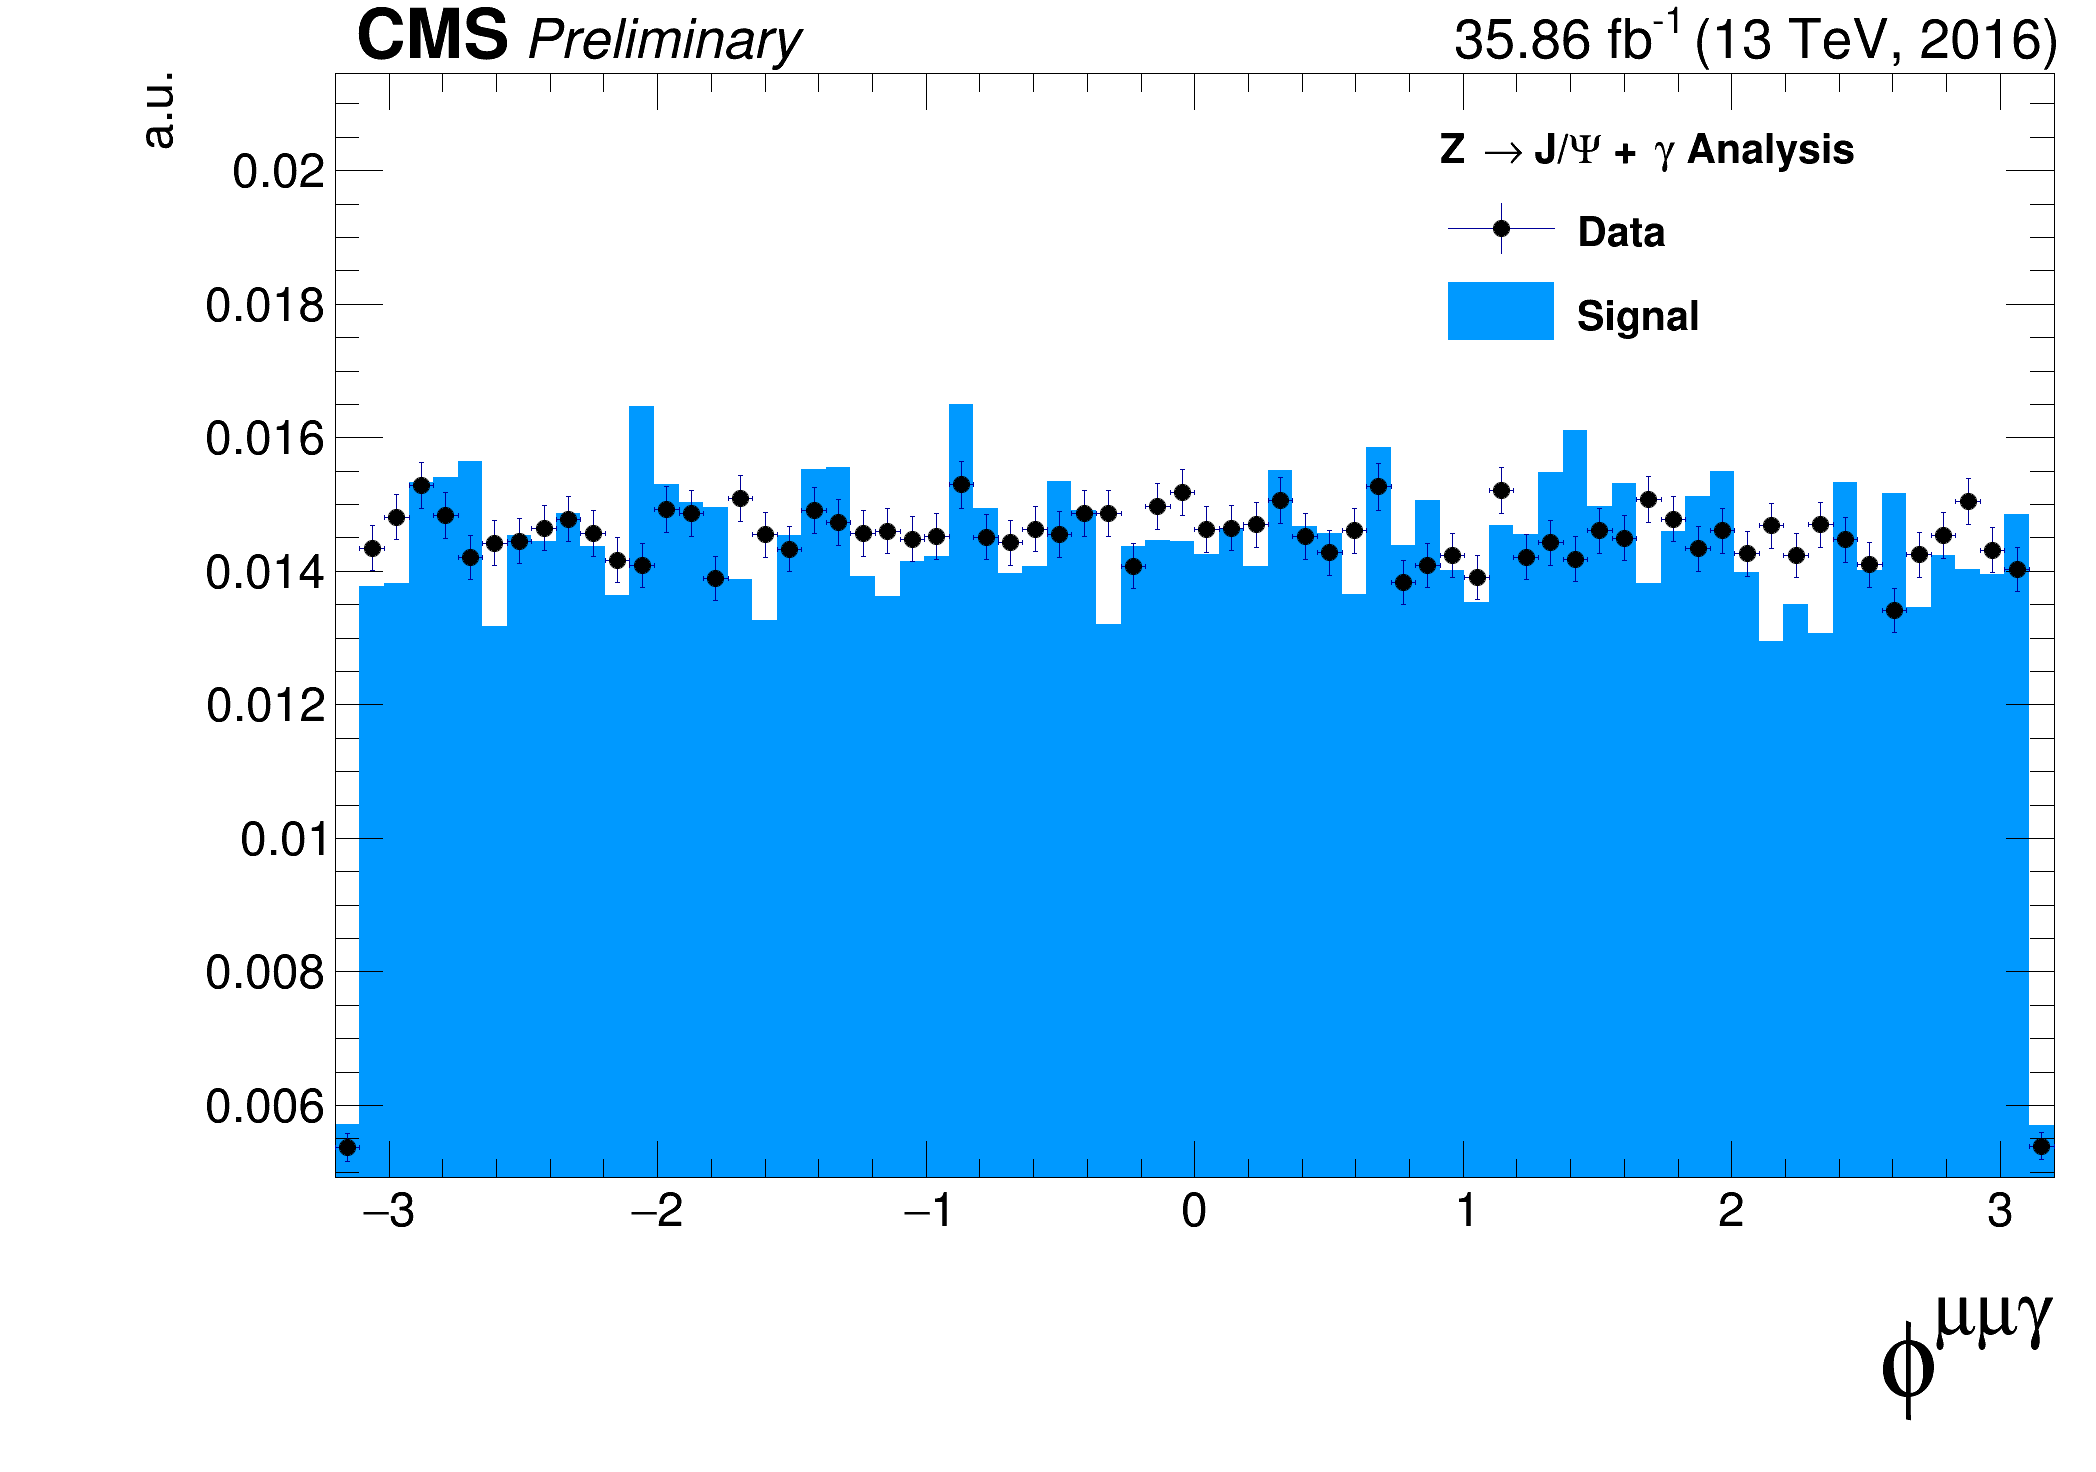 CMS Preliminary 35.86 fb⁻¹ (13 TeV, 2016)
a.u.
Z → J/Ψ + γ Analysis
Data
Signal
0.02
0.018
0.016
0.014
0.012
0.01
0.008
0.006
−3 −2 −1 0 1 2 3
ϕ^μμγ